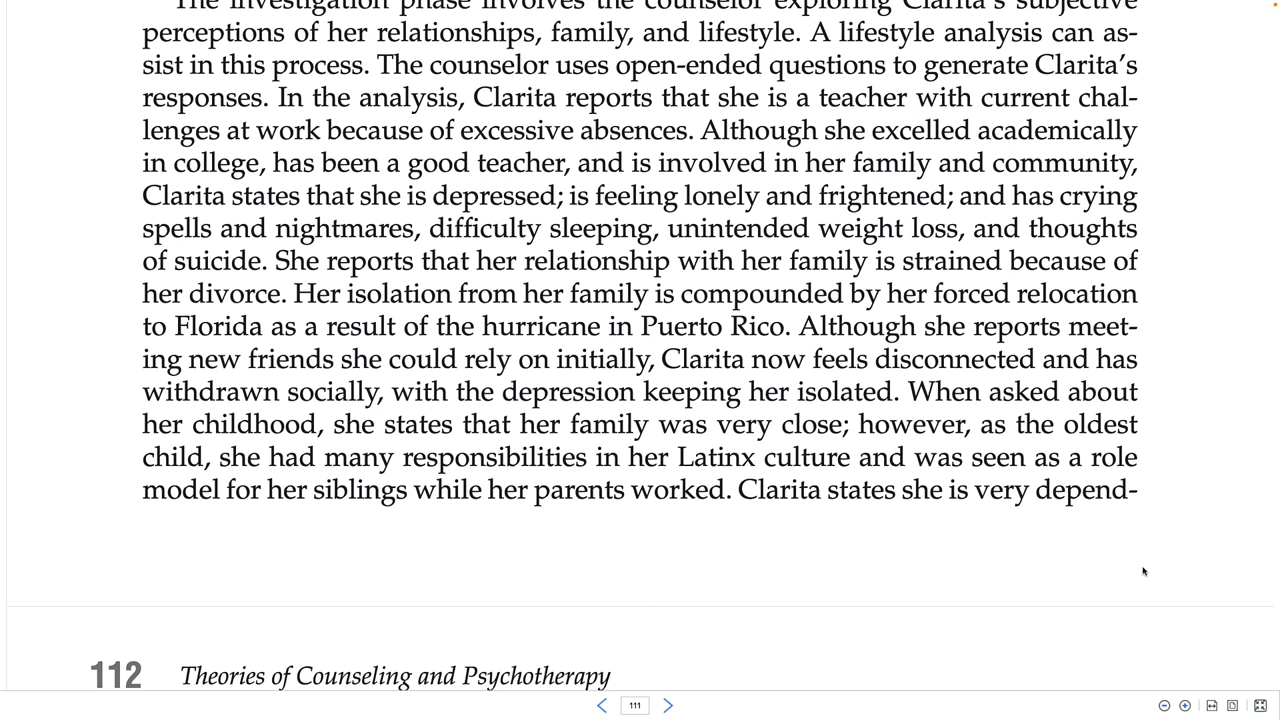 The investigation phase involves the counselor exploring Clarita's subjective
perceptions of her relationships, family, and lifestyle. A lifestyle analysis can as-
sist in this process. The counselor uses open-ended questions to generate Clarita’s
responses. In the analysis, Clarita reports that she is a teacher with current chal-
lenges at work because of excessive absences. Although she excelled academically
in college, has been a good teacher, and is involved in her family and community,
Clarita states that she is depressed; is feeling lonely and frightened; and has crying
spells and nightmares, difficulty sleeping, unintended weight loss, and thoughts
of suicide. She reports that her relationship with her family is strained because of
her divorce. Her isolation from her family is compounded by her forced relocation
to Florida as a result of the hurricane in Puerto Rico. Although she reports meet-
ing new friends she could rely on initially, Clarita now feels disconnected and has
withdrawn socially, with the depression keeping her isolated. When asked about
her childhood, she states that her family was very close; however, as the oldest
child, she had many responsibilities in her Latinx culture and was seen as a role
model for her siblings while her parents worked. Clarita states she is very depend-
112 Theories of Counseling and Psychotherapy
111